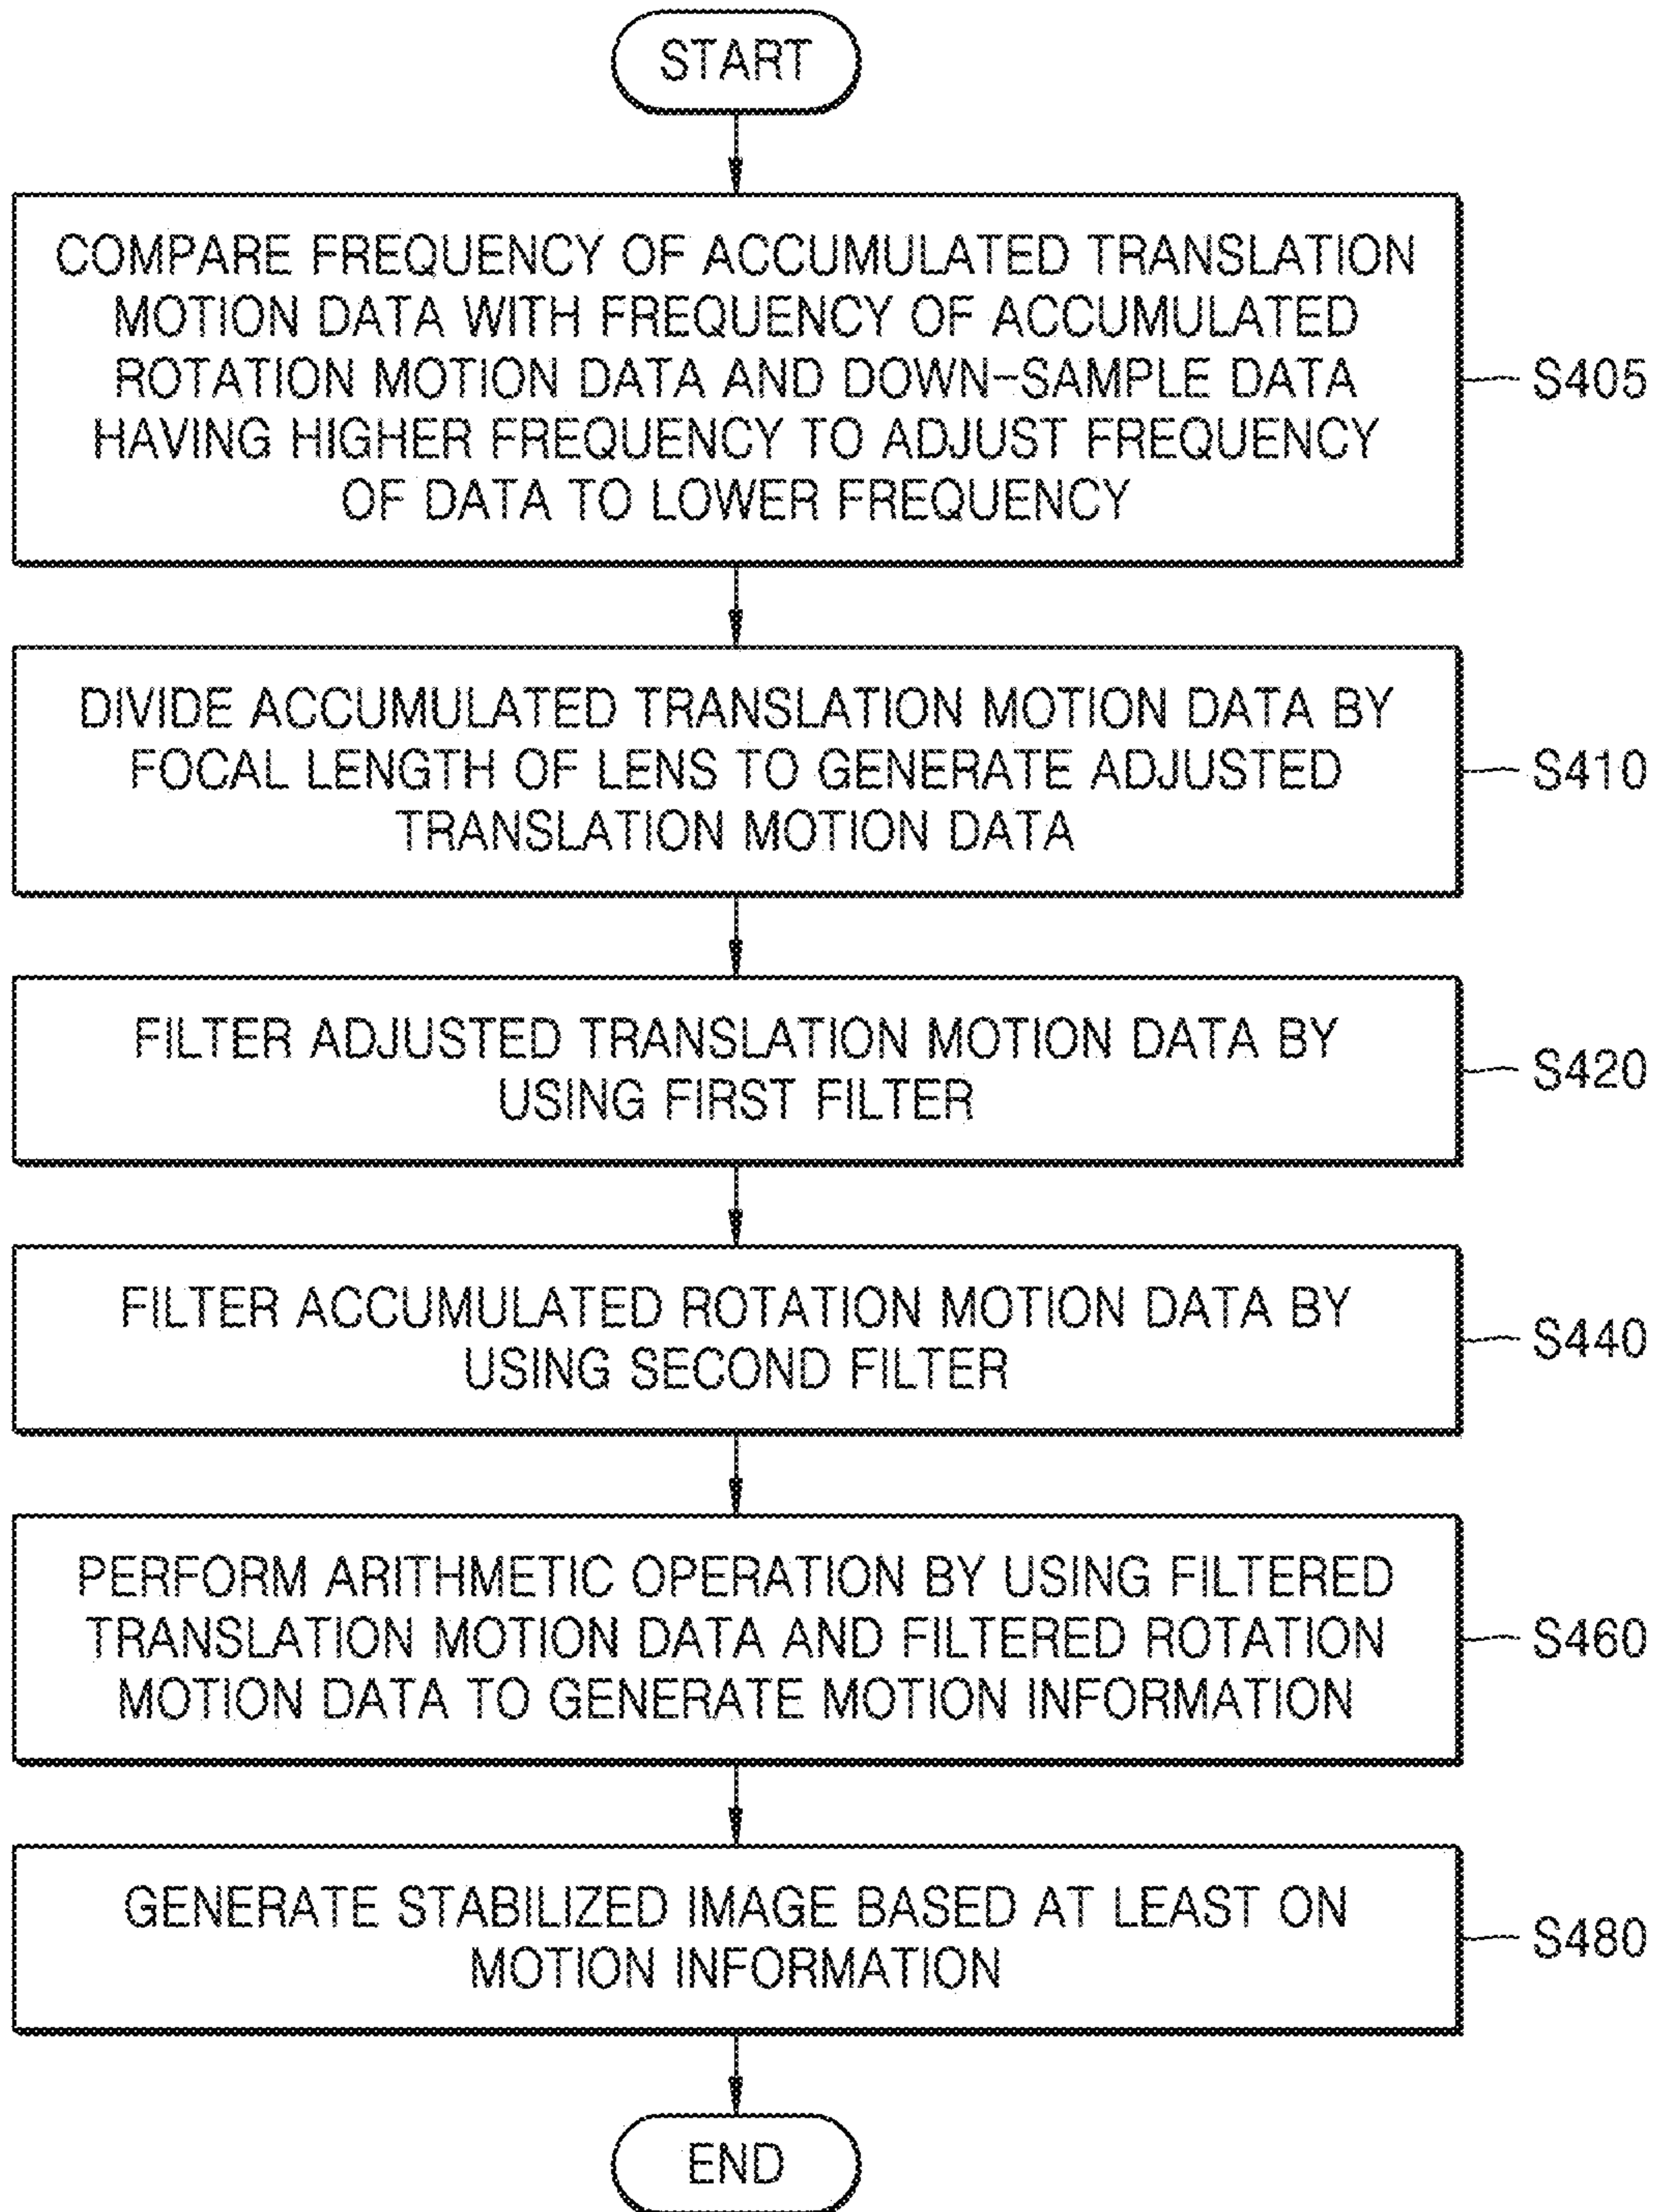 START
COMPARE FREQUENCY OF ACCUMULATED TRANSLATION
MOTION DATA WITH FREQUENCY OF ACCUMULATED
ROTATION MOTION DATA AND DOWN-SAMPLE DATA
HAVING HIGHER FREQUENCY TO ADJUST FREQUENCY
OF DATA TO LOWER FREQUENCY
S405
DIVIDE ACCUMULATED TRANSLATION MOTION DATA BY
FOCAL LENGTH OF LENS TO GENERATE ADJUSTED
TRANSLATION MOTION DATA
S410
FILTER ADJUSTED TRANSLATION MOTION DATA BY
USING FIRST FILTER
S420
FILTER ACCUMULATED ROTATION MOTION DATA BY
USING SECOND FILTER
S440
PERFORM ARITHMETIC OPERATION BY USING FILTERED
TRANSLATION MOTION DATA AND FILTERED ROTATION
MOTION DATA TO GENERATE MOTION INFORMATION
S460
GENERATE STABILIZED IMAGE BASED AT LEAST ON
MOTION INFORMATION
S480
END